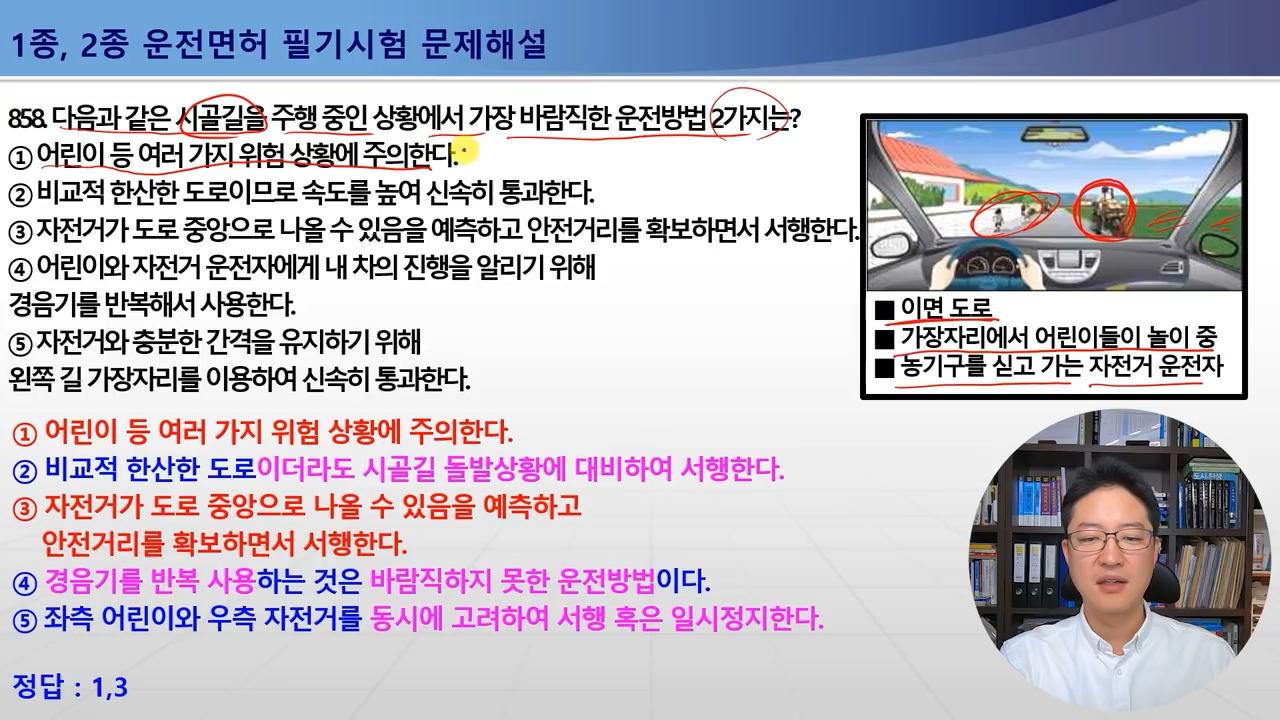 1종, 2종 운전면허 필기시험 문제해설
858. 다음과 같은 시골길을 주행 중인 상황에서 가장 바람직한 운전방법 2가지는?
① 어린이 등 여러 가지 위험 상황에 주의한다.
② 비교적 한산한 도로이므로 속도를 높여 신속히 통과한다.
③ 자전거가 도로 중앙으로 나올 수 있음을 예측하고 안전거리를 확보하면서 서행한다.
④ 어린이와 자전거 운전자에게 내 차의 진행을 알리기 위해
경음기를 반복해서 사용한다.
⑤ 자전거와 충분한 간격을 유지하기 위해
왼쪽 길 가장자리를 이용하여 신속히 통과한다.
■ 이면 도로
■ 가장자리에서 어린이들이 놀이 중
■ 농기구를 싣고 가는 자전거 운전자
① 어린이 등 여러 가지 위험 상황에 주의한다.
② 비교적 한산한 도로이더라도 시골길 돌발상황에 대비하여 서행한다.
③ 자전거가 도로 중앙으로 나올 수 있음을 예측하고
안전거리를 확보하면서 서행한다.
④ 경음기를 반복 사용하는 것은 바람직하지 못한 운전방법이다.
⑤ 좌측 어린이와 우측 자전거를 동시에 고려하여 서행 혹은 일시정지한다.
정답 : 1,3